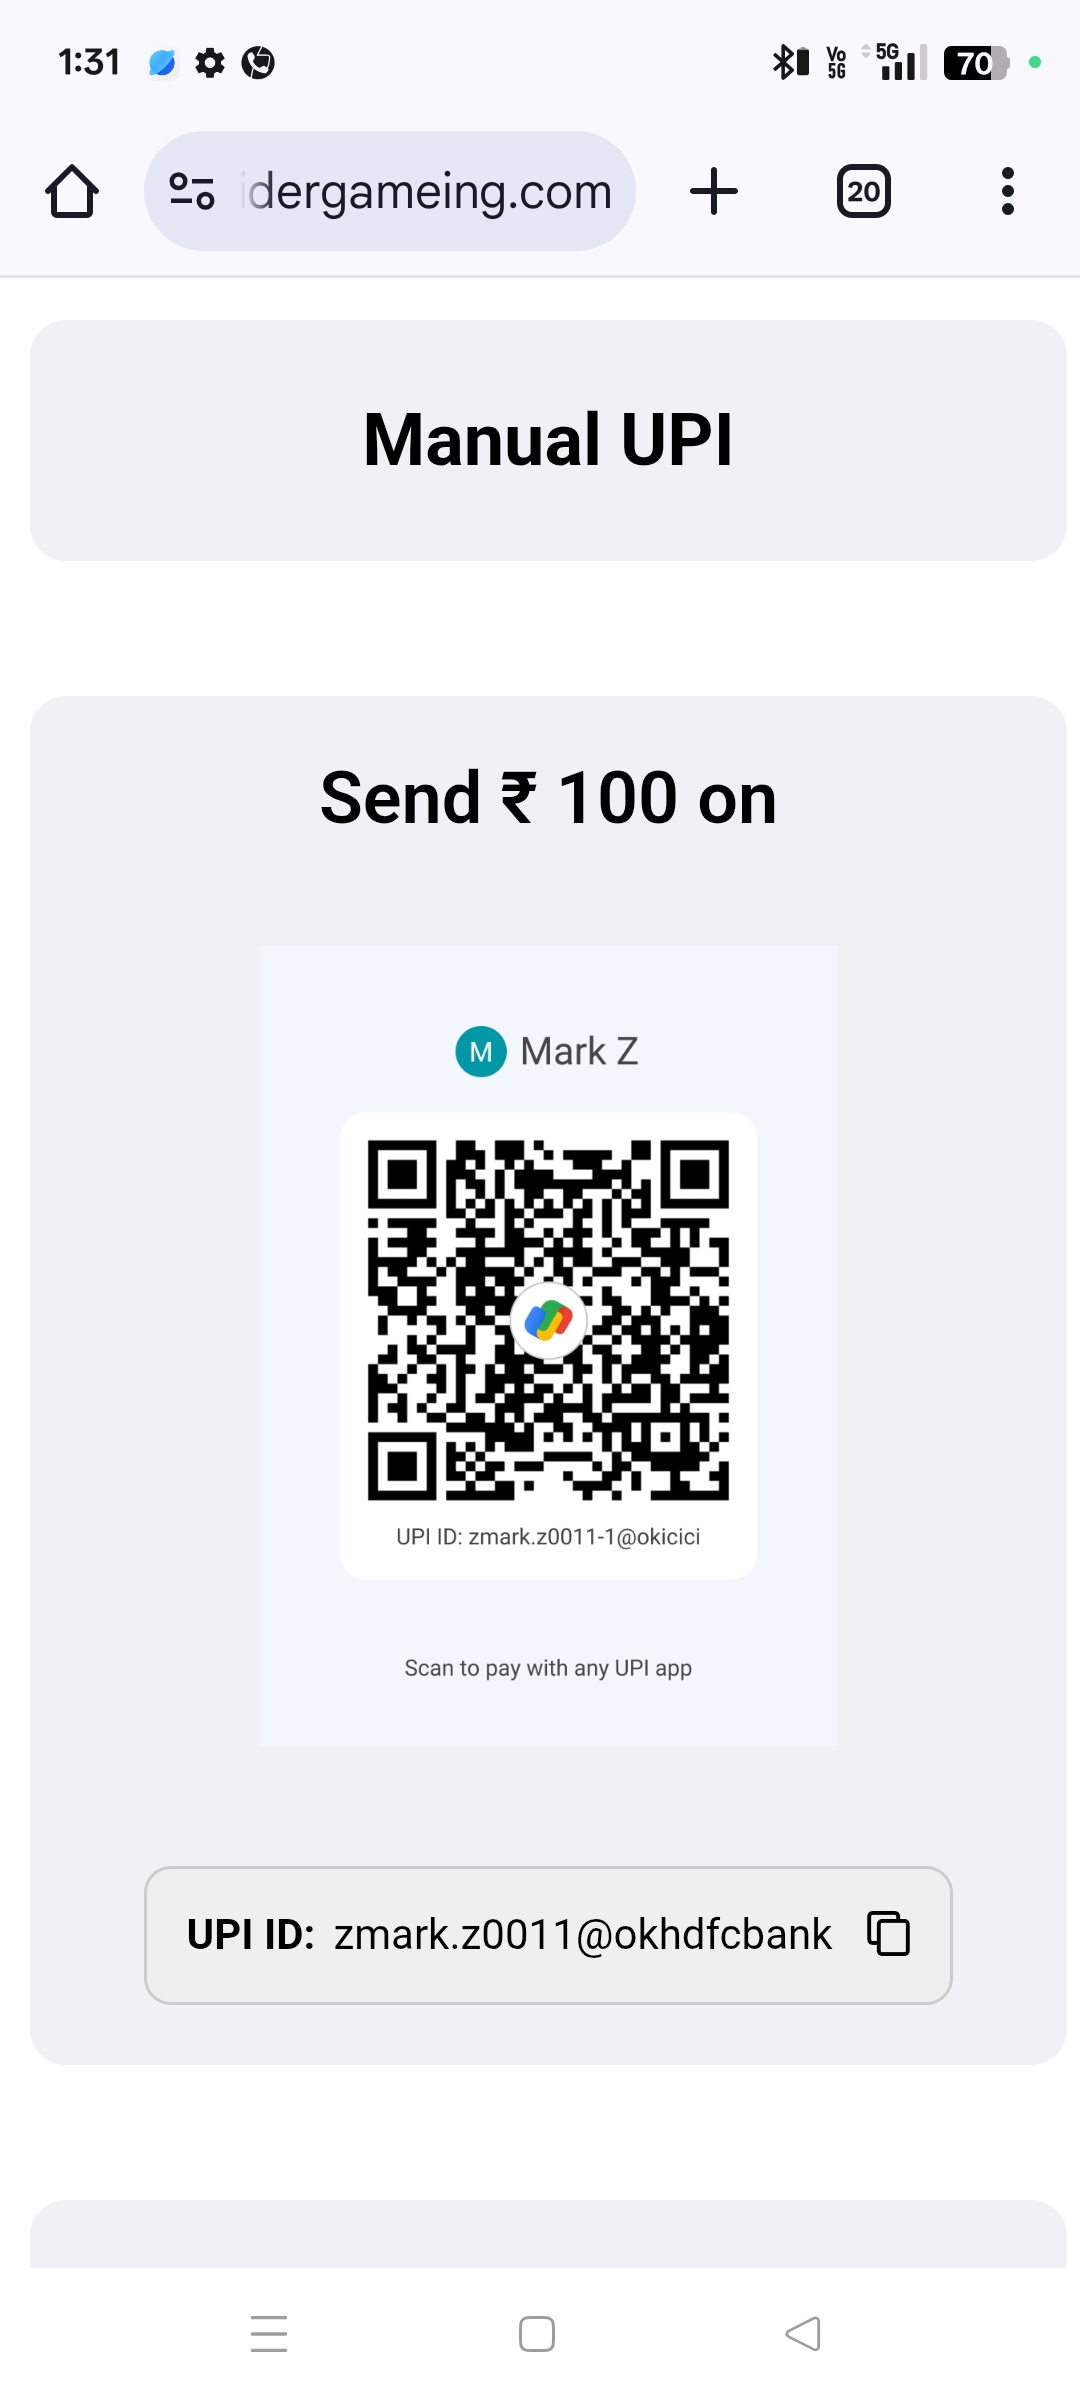 1:31
Vo 5G
5G
70
idergameing.com
20
Manual UPI
Send ₹ 100 on
M Mark Z
UPI ID: zmark.z0011-1@okicici
Scan to pay with any UPI app
UPI ID: zmark.z0011@okhdfcbank